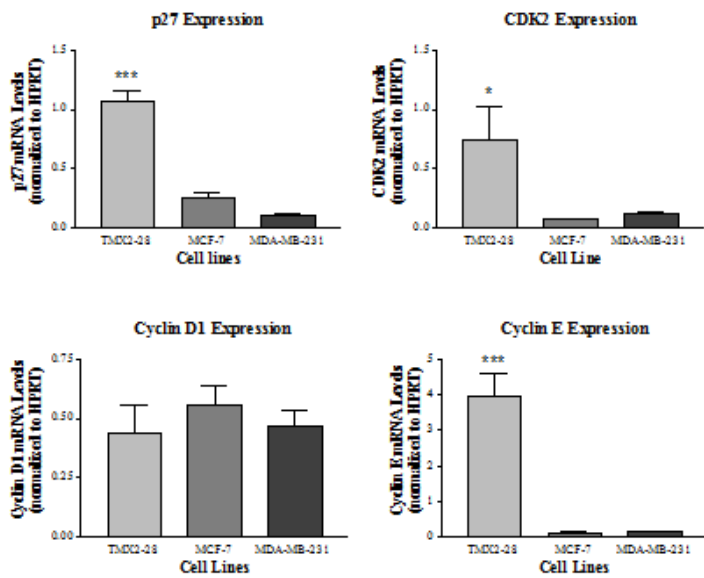 p27 Expression
p27 mRNA Levels
(normalized to HPRT)
1.5
1.0
0.5
0.0
***
TMX2-28 MCF-7 MDA-MB-231
Cell lines
CDK2 Expression
CDK2 mRNA Levels
(normalized to HPRT)
1.5
1.0
0.5
0.0
*
TMX2-28 MCF-7 MDA-MB-231
Cell Line
Cyclin D1 Expression
Cyclin D1 mRNA Levels
(normalized to HPRT)
0.75
0.50
0.25
0.00
TMX2-28 MCF-7 MDA-MB-231
Cell Lines
Cyclin E Expression
Cyclin E mRNA Levels
(normalized to HPRT)
5
4
3
2
1
0
***
TMX2-28 MCF-7 MDA-MB-231
Cell Lines